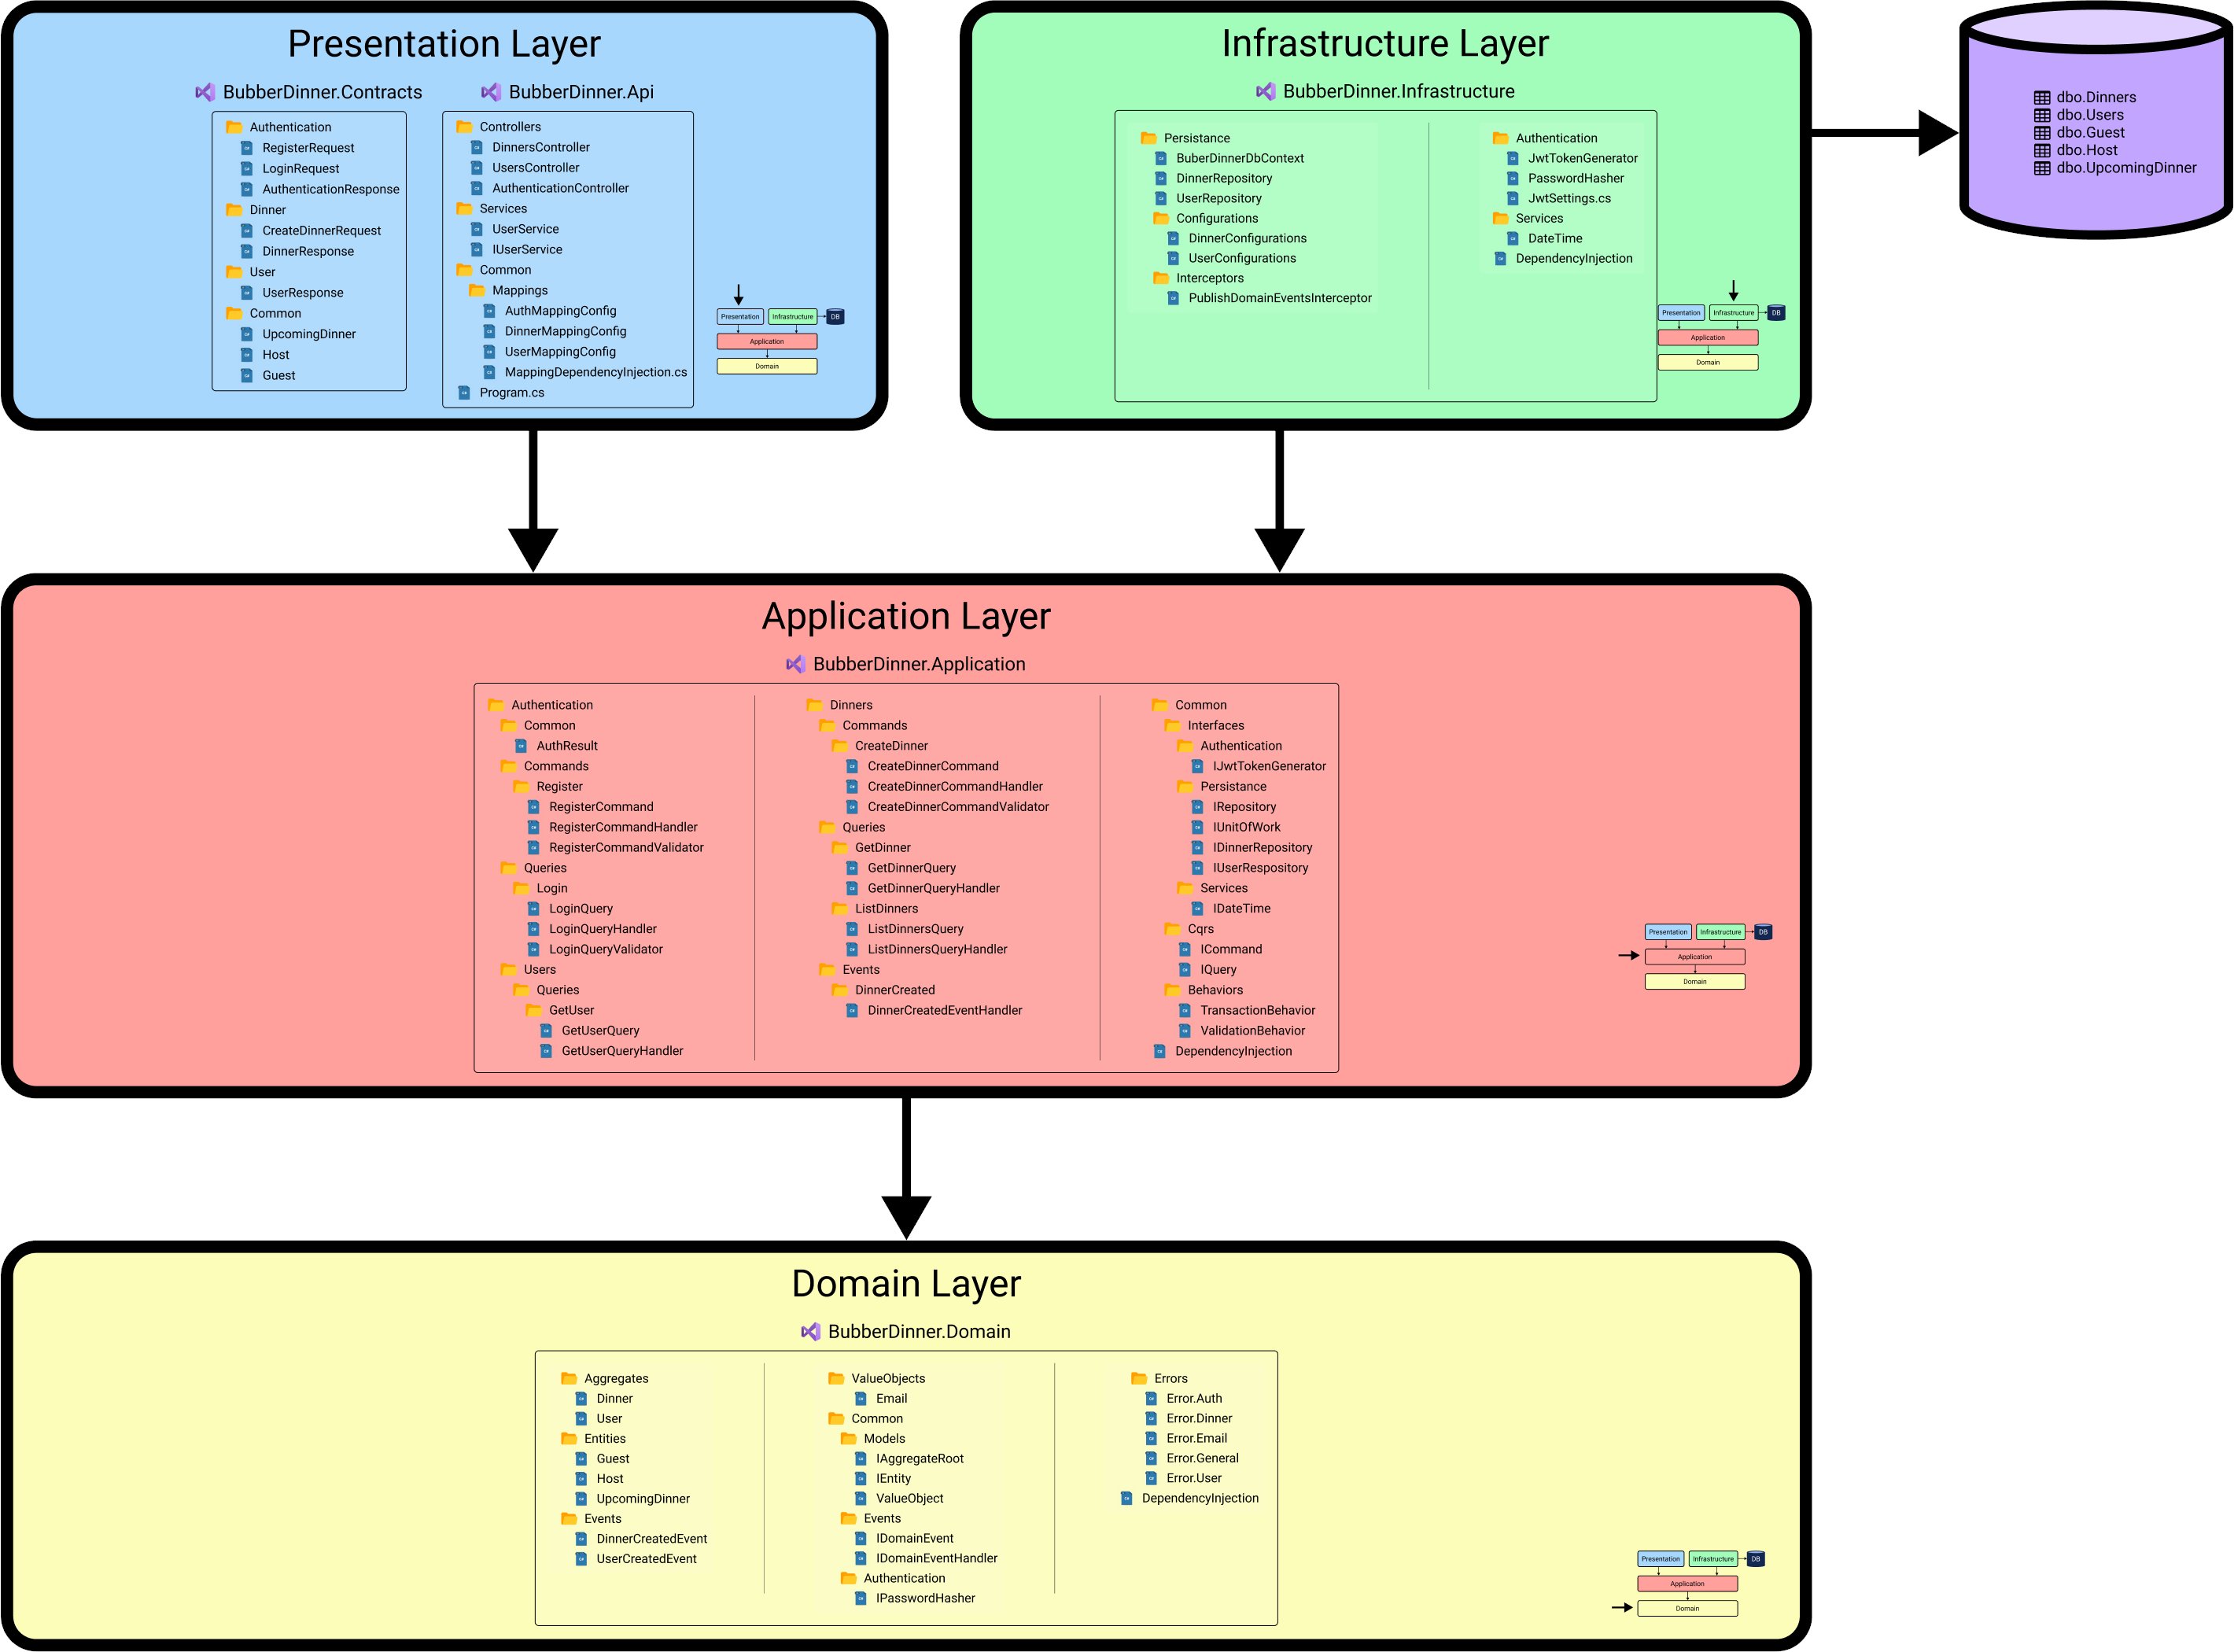 Presentation Layer
BubberDinner.Contracts
Authentication
RegisterRequest
LoginRequest
AuthenticationResponse
Dinner
CreateDinnerRequest
DinnerResponse
User
UserResponse
Common
UpcomingDinner
Host
Guest
BubberDinner.Api
Controllers
DinnersController
UsersController
AuthenticationController
Services
UserService
IUserService
Common
Mappings
AuthMappingConfig
DinnerMappingConfig
UserMappingConfig
MappingDependencyInjection.cs
Program.cs
Presentation
Infrastructure
DB
Application
Domain
Infrastructure Layer
BubberDinner.Infrastructure
Persistance
BuberDinnerDbContext
DinnerRepository
UserRepository
Configurations
DinnerConfigurations
UserConfigurations
Interceptors
PublishDomainEventsInterceptor
Authentication
JwtTokenGenerator
PasswordHasher
JwtSettings.cs
Services
DateTime
DependencyInjection
Presentation
Infrastructure
DB
Application
Domain
dbo.Dinners
dbo.Users
dbo.Guest
dbo.Host
dbo.UpcomingDinner
Application Layer
BubberDinner.Application
Authentication
Common
AuthResult
Commands
Register
RegisterCommand
RegisterCommandHandler
RegisterCommandValidator
Queries
Login
LoginQuery
LoginQueryHandler
LoginQueryValidator
Users
Queries
GetUser
GetUserQuery
GetUserQueryHandler
Dinners
Commands
CreateDinner
CreateDinnerCommand
CreateDinnerCommandHandler
CreateDinnerCommandValidator
Queries
GetDinner
GetDinnerQuery
GetDinnerQueryHandler
ListDinners
ListDinnersQuery
ListDinnersQueryHandler
Events
DinnerCreated
DinnerCreatedEventHandler
Common
Interfaces
Authentication
IJwtTokenGenerator
Persistance
IRepository
IUnitOfWork
IDinnerRepository
IUserRespository
Services
IDateTime
Cqrs
ICommand
IQuery
Behaviors
TransactionBehavior
ValidationBehavior
DependencyInjection
Presentation
Infrastructure
DB
Application
Domain
Domain Layer
BubberDinner.Domain
Aggregates
Dinner
User
Entities
Guest
Host
UpcomingDinner
Events
DinnerCreatedEvent
UserCreatedEvent
ValueObjects
Email
Common
Models
IAggregateRoot
IEntity
ValueObject
Events
IDomainEvent
IDomainEventHandler
Authentication
IPasswordHasher
Errors
Error.Auth
Error.Dinner
Error.Email
Error.General
Error.User
DependencyInjection
Presentation
Infrastructure
DB
Application
Domain